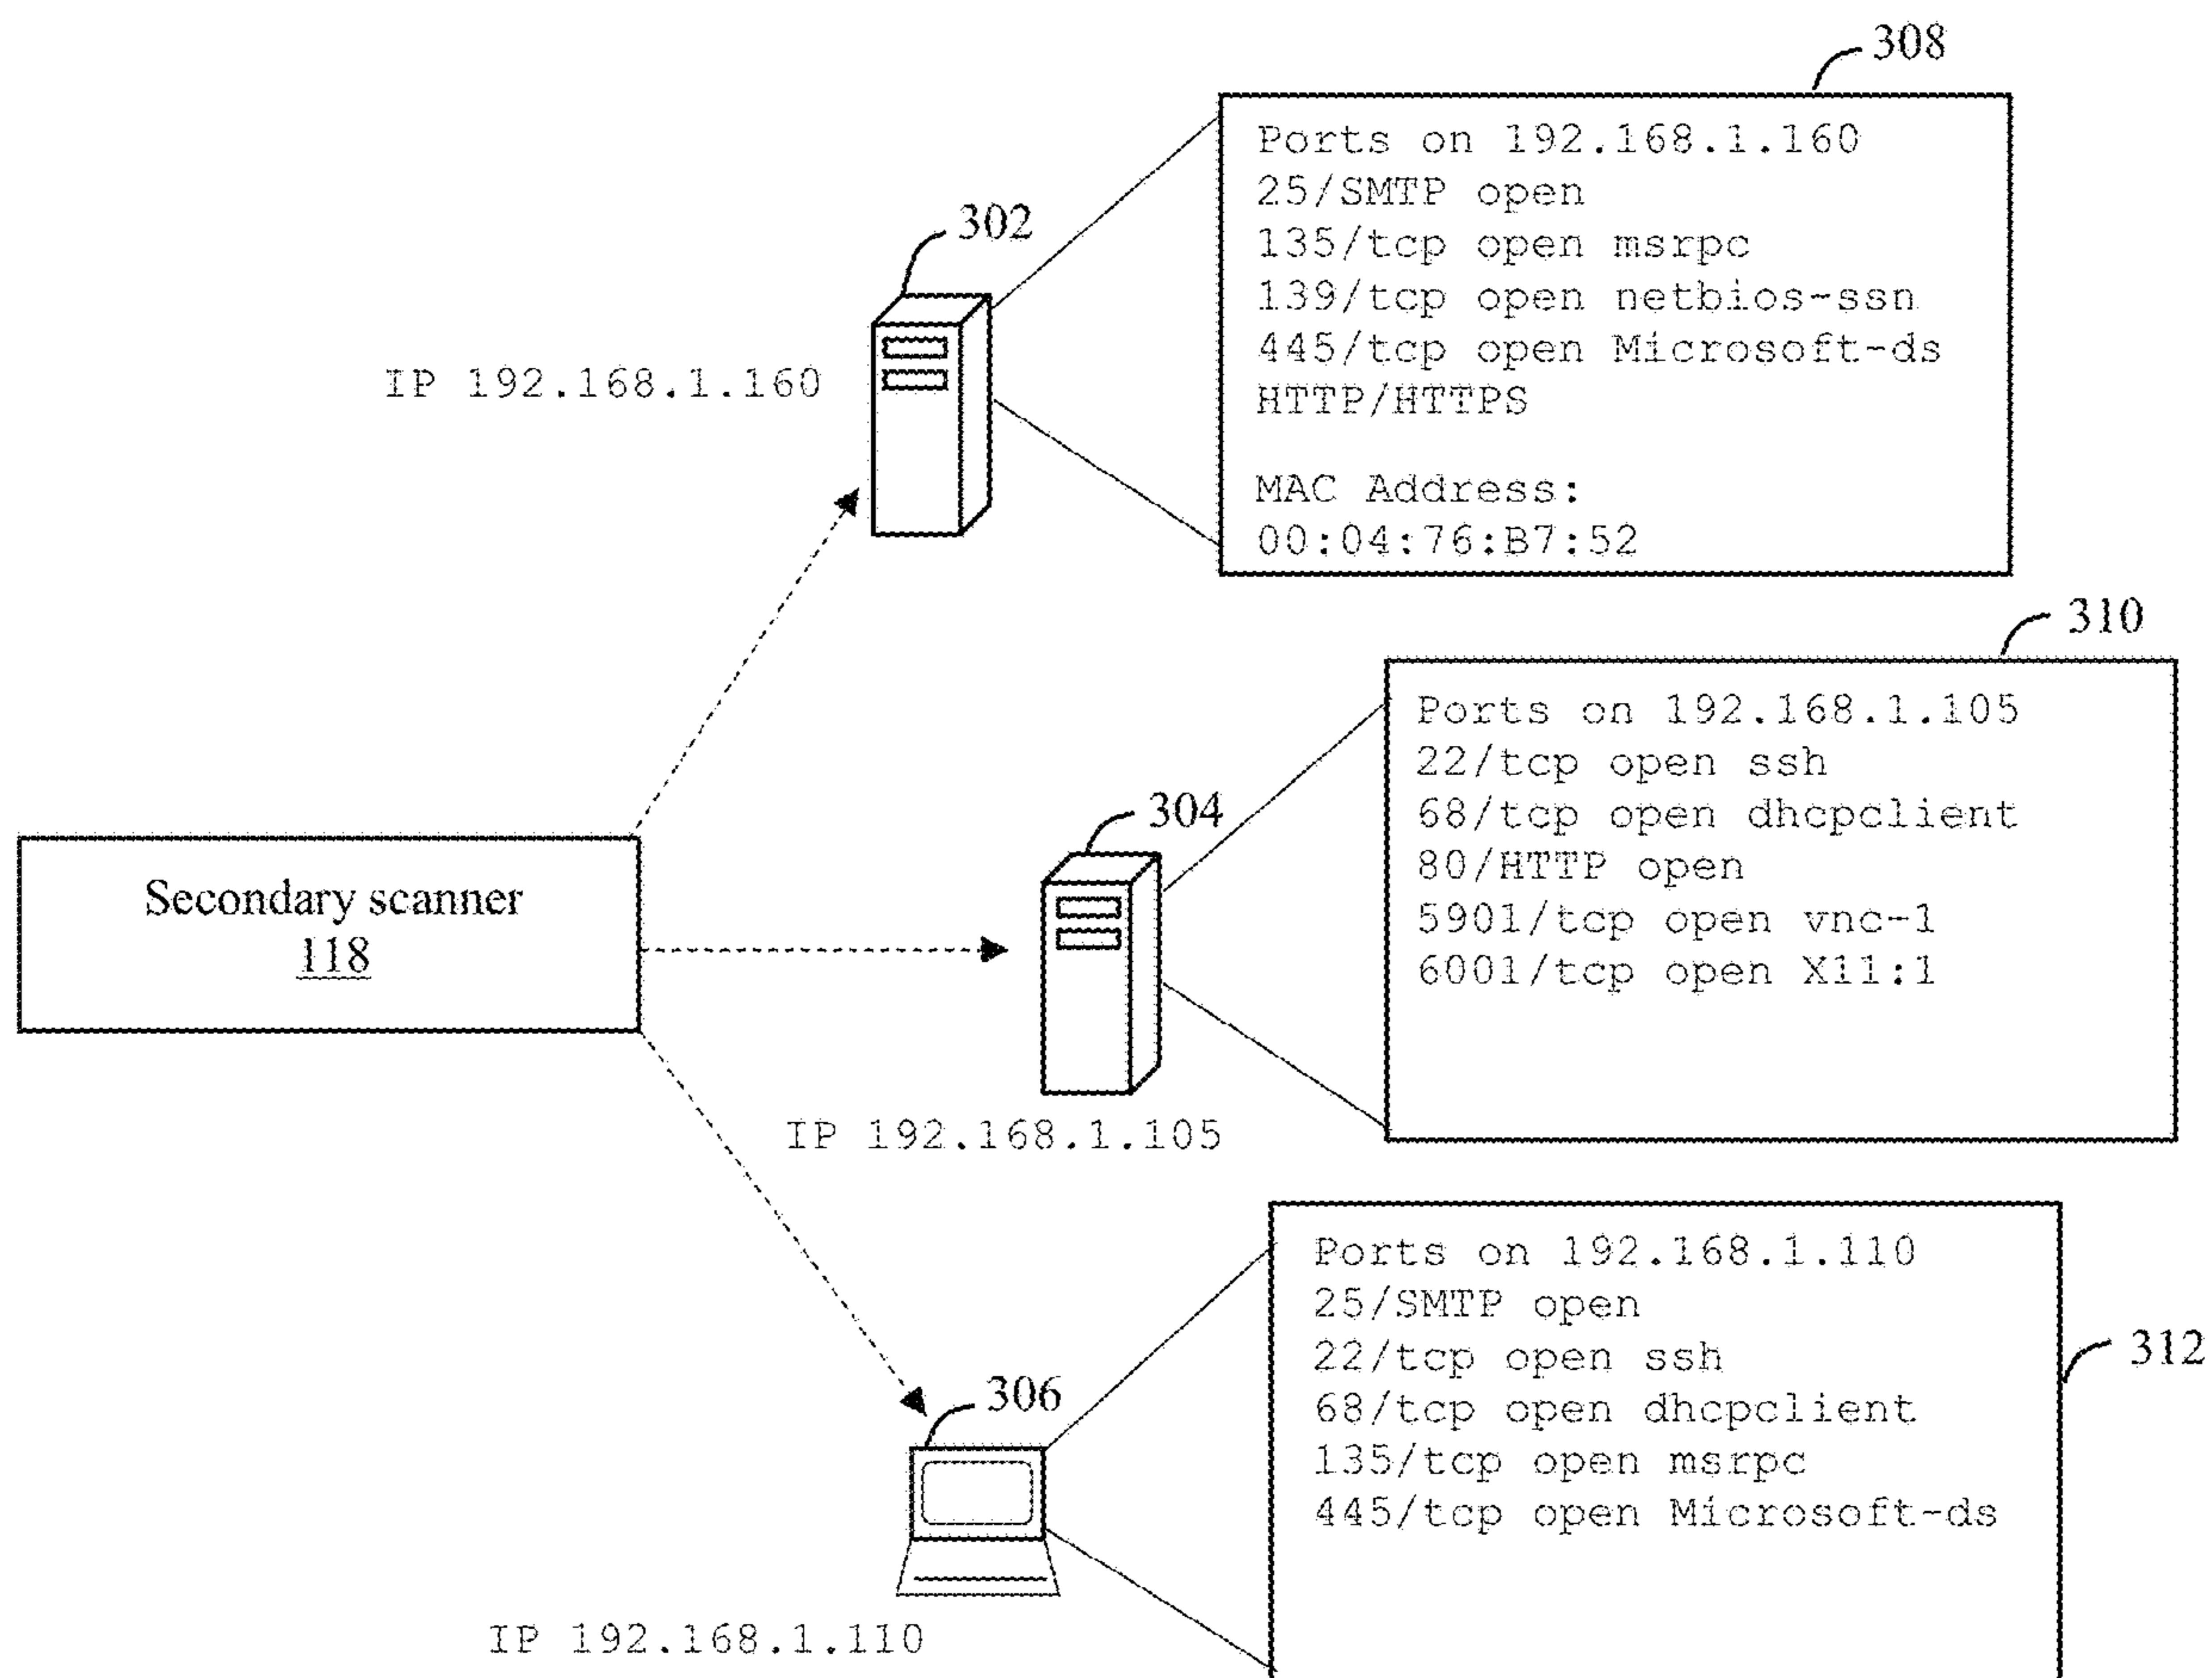 308
Ports on 192.168.1.160
25/SMTP open
135/tcp open msrpc
139/tcp open netbios-ssn
445/tcp open Microsoft-ds
HTTP/HTTPS
MAC Address:
00:04:76:B7:52
302
IP 192.168.1.160
310
Ports on 192.168.1.105
22/tcp open ssh
68/tcp open dhcpclient
80/HTTP open
5901/tcp open vnc-1
6001/tcp open X11:1
304
IP 192.168.1.105
Secondary scanner
118
Ports on 192.168.1.110
25/SMTP open
22/tcp open ssh
68/tcp open dhcpclient
135/tcp open msrpc
445/tcp open Microsoft-ds
312
306
IP 192.168.1.110